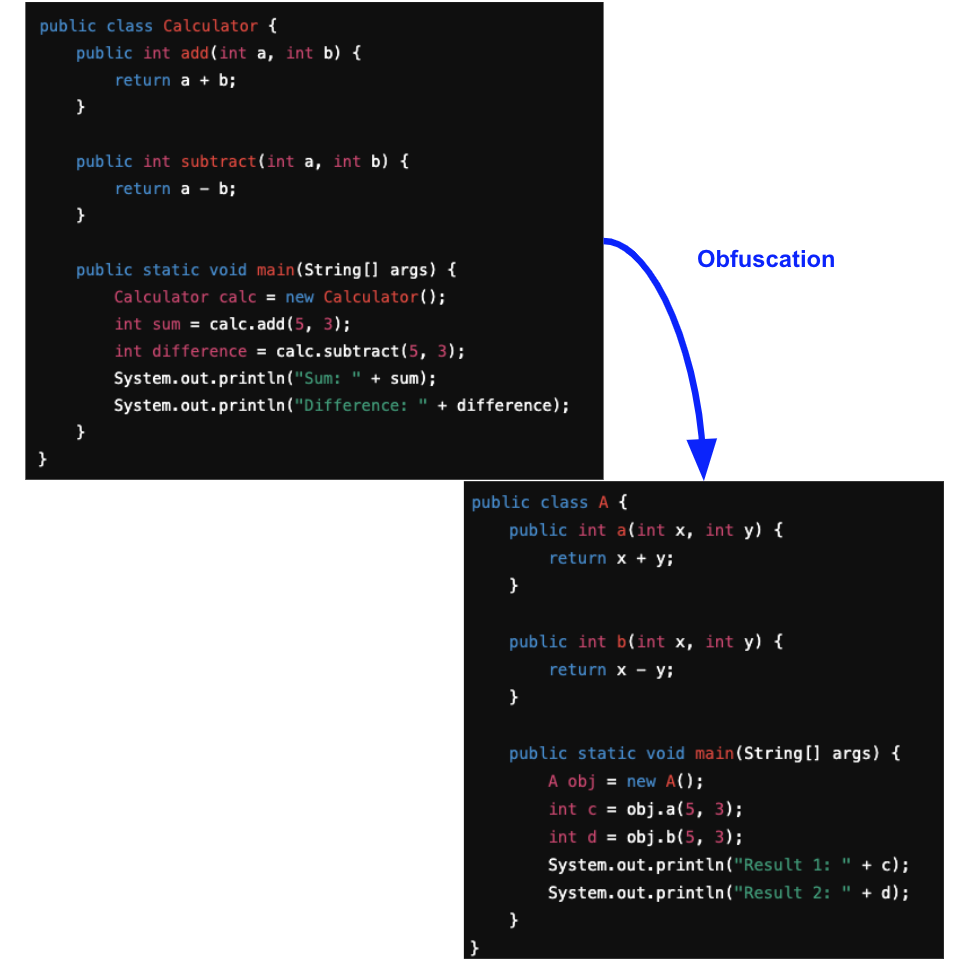 public class Calculator {
    public int add(int a, int b) {
        return a + b;
    }

    public int subtract(int a, int b) {
        return a - b;
    }

    public static void main(String[] args) {
        Calculator calc = new Calculator();
        int sum = calc.add(5, 3);
        int difference = calc.subtract(5, 3);
        System.out.println("Sum: " + sum);
        System.out.println("Difference: " + difference);
    }
}
Obfuscation
public class A {
    public int a(int x, int y) {
        return x + y;
    }

    public int b(int x, int y) {
        return x - y;
    }

    public static void main(String[] args) {
        A obj = new A();
        int c = obj.a(5, 3);
        int d = obj.b(5, 3);
        System.out.println("Result 1: " + c);
        System.out.println("Result 2: " + d);
    }
}